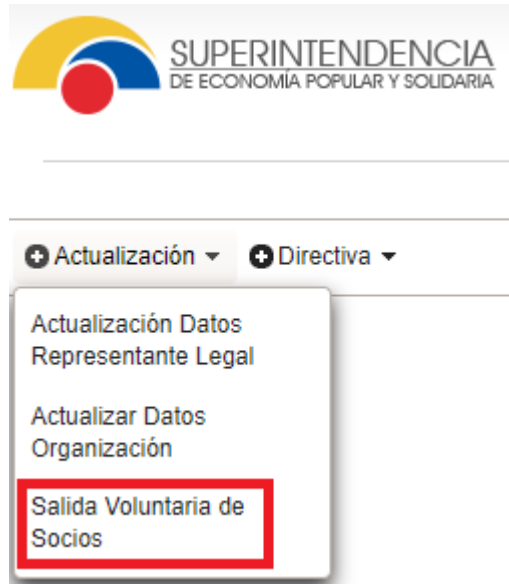 SUPERINTENDENCIA
DE ECONOMÍA POPULAR Y SOLIDARIA
Actualización Directiva
Actualización Datos
Representante Legal
Actualizar Datos
Organización
Salida Voluntaria de
Socios